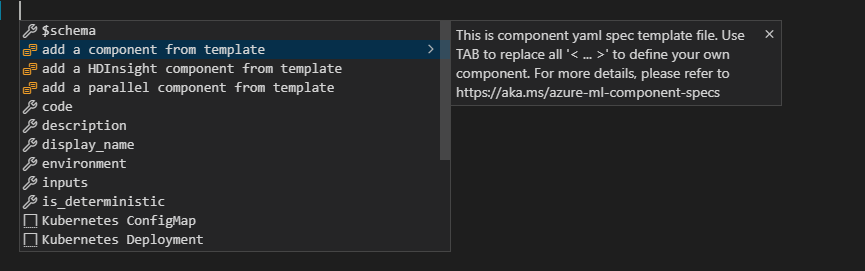 $schema
add a component from template
add a HDInsight component from template
add a parallel component from template
code
description
display_name
environment
inputs
is_deterministic
Kubernetes ConfigMap
Kubernetes Deployment
This is component yaml spec template file. Use
TAB to replace all '< ... >' to define your own
component. For more details, please refer to
https://aka.ms/azure-ml-component-specs